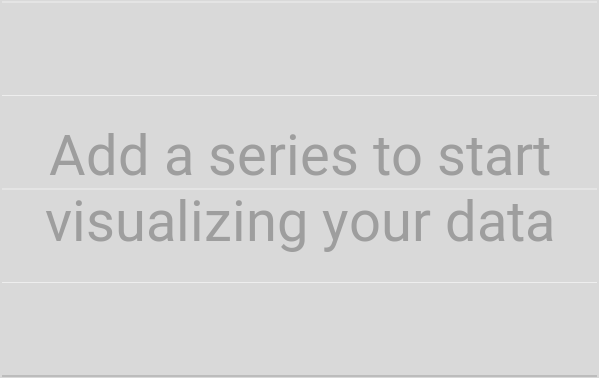 Add a series to start
visualizing your data